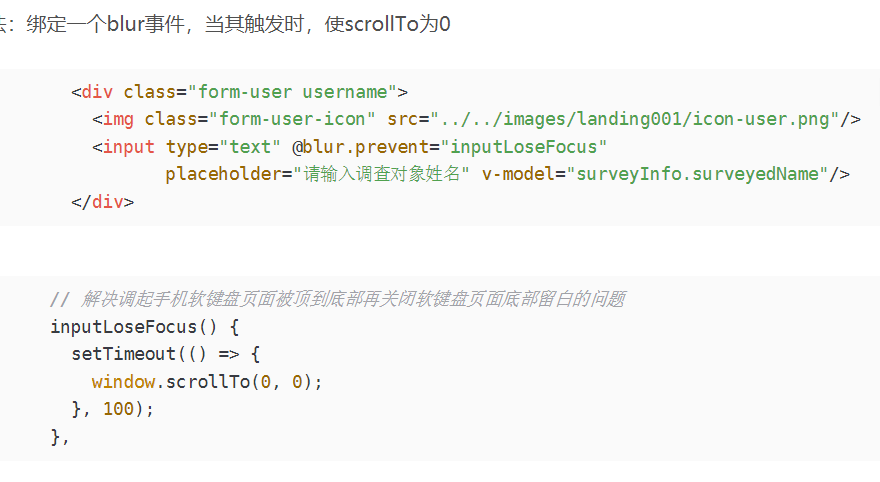 ：绑定一个blur事件，当其触发时，使scrollTo为0
<div class="form-user username">
<img class="form-user-icon" src="../../images/landing001/icon-user.png"/>
<input type="text" @blur.prevent="inputLoseFocus"
placeholder="请输入调查对象姓名" v-model="surveyInfo.surveyedName"/>
</div>
// 解决调起手机软键盘页面被顶到底部再关闭软键盘页面底部留白的问题
inputLoseFocus() {
setTimeout(() => {
window.scrollTo(0, 0);
}, 100);
},